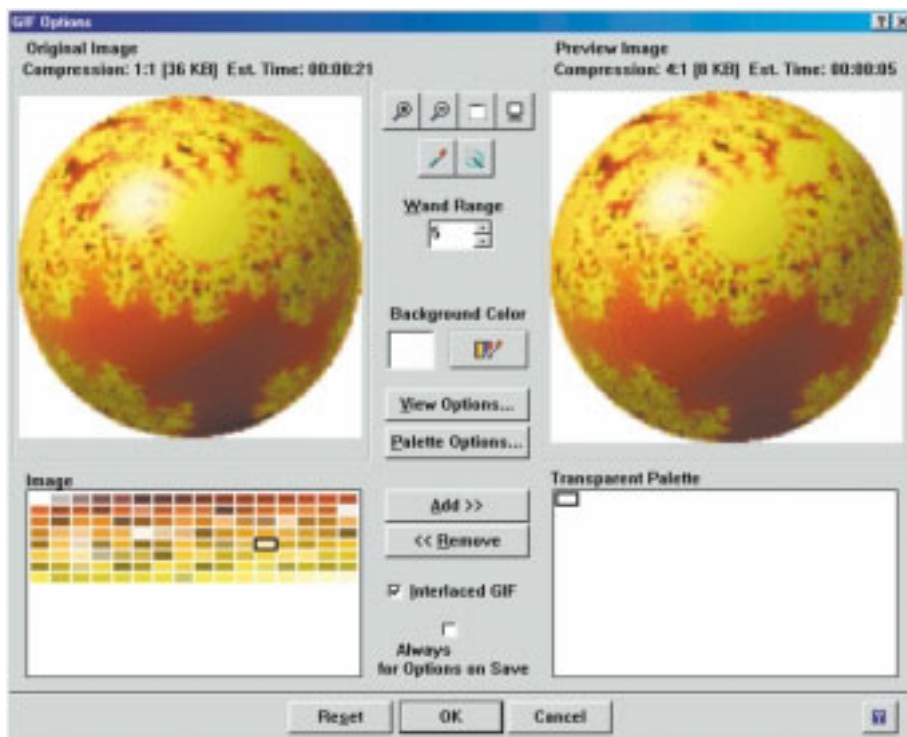 GIF Options
Original Image
Compression: 1:1 [36 KB] Est. Time: 00:00:21
Preview Image
Compression: 4:1 [8 KB] Est. Time: 00:00:05
Wand Range
5
Background Color
View Options...
Palette Options...
Image
Transparent Palette
Add >>
<< Remove
Interlaced GIF
Always
for Options on Save
Reset
OK
Cancel